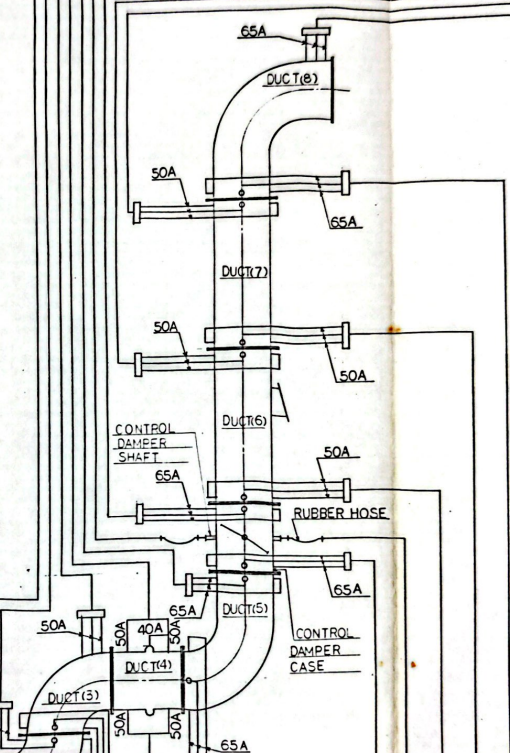 65A
DUCT(8)
50A
65A
DUCT(7)
50A
50A
DUCT(6)
CONTROL
DAMPER
SHAFT
50A
65A
RUBBER HOSE
65A
65A
DUCT(5)
50A
50A
40A
50A
CONTROL
DAMPER
CASE
DUCT(4)
DUCT(3)
50A
50A
65A